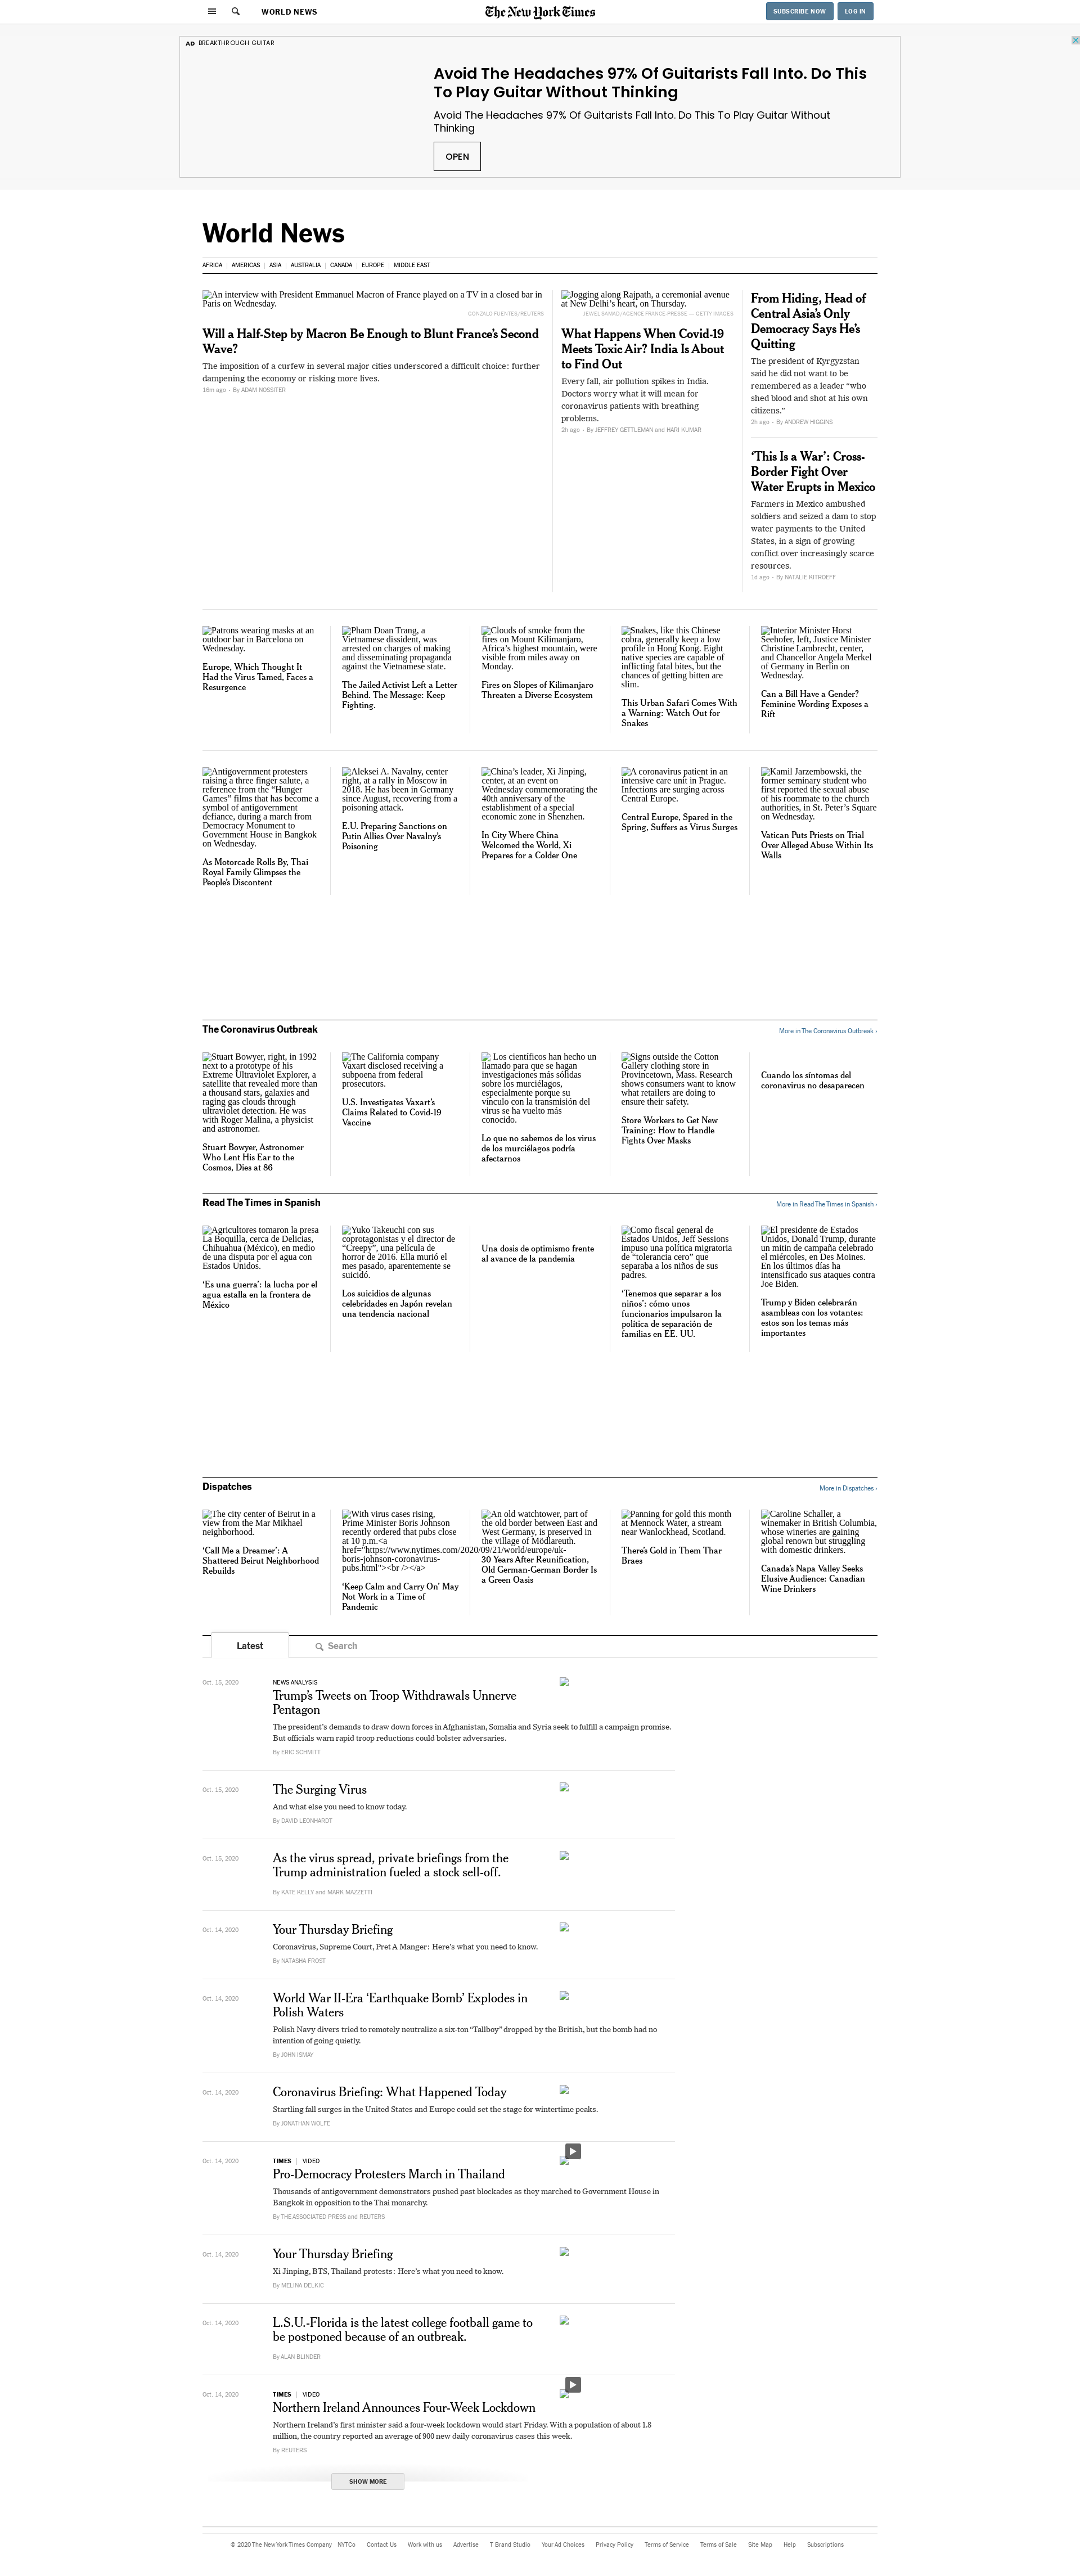 WORLD NEWS
The New York Times
SUBSCRIBE NOW
LOG IN
AD BREAKTHROUGH GUITAR
Avoid The Headaches 97% Of Guitarists Fall Into. Do This
To Play Guitar Without Thinking
Avoid The Headaches 97% Of Guitarists Fall Into. Do This To Play Guitar Without
Thinking
OPEN
World News
AFRICA | AMERICAS | ASIA | AUSTRALIA | CANADA | EUROPE | MIDDLE EAST
An interview with President Emmanuel Macron of France played on a TV in a closed bar in
Paris on Wednesday.
GONZALO FUENTES/REUTERS
Will a Half-Step by Macron Be Enough to Blunt France’s Second
Wave?
The imposition of a curfew in several major cities underscored a difficult choice: further
dampening the economy or risking more lives.
16m ago • By ADAM NOSSITER
Jogging along Rajpath, a ceremonial avenue
at New Delhi’s heart, on Thursday.
JEWEL SAMAD/AGENCE FRANCE-PRESSE — GETTY IMAGES
What Happens When Covid-19
Meets Toxic Air? India Is About
to Find Out
Every fall, air pollution spikes in India.
Doctors worry what it will mean for
coronavirus patients with breathing
problems.
2h ago • By JEFFREY GETTLEMAN and HARI KUMAR
From Hiding, Head of
Central Asia’s Only
Democracy Says He’s
Quitting
The president of Kyrgyzstan
said he did not want to be
remembered as a leader “who
shed blood and shot at his own
citizens.”
2h ago • By ANDREW HIGGINS
‘This Is a War’: Cross-
Border Fight Over
Water Erupts in Mexico
Farmers in Mexico ambushed
soldiers and seized a dam to stop
water payments to the United
States, in a sign of growing
conflict over increasingly scarce
resources.
1d ago • By NATALIE KITROEFF
Patrons wearing masks at an
outdoor bar in Barcelona on
Wednesday.
Europe, Which Thought It
Had the Virus Tamed, Faces a
Resurgence
Pham Doan Trang, a
Vietnamese dissident, was
arrested on charges of making
and disseminating propaganda
against the Vietnamese state.
The Jailed Activist Left a Letter
Behind. The Message: Keep
Fighting.
Clouds of smoke from the
fires on Mount Kilimanjaro,
Africa’s highest mountain, were
visible from miles away on
Monday.
Fires on Slopes of Kilimanjaro
Threaten a Diverse Ecosystem
Snakes, like this Chinese
cobra, generally keep a low
profile in Hong Kong. Eight
native species are capable of
inflicting fatal bites, but the
chances of getting bitten are
slim.
This Urban Safari Comes With
a Warning: Watch Out for
Snakes
Interior Minister Horst
Seehofer, left, Justice Minister
Christine Lambrecht, center,
and Chancellor Angela Merkel
of Germany in Berlin on
Wednesday.
Can a Bill Have a Gender?
Feminine Wording Exposes a
Rift
Antigovernment protesters
raising a three finger salute, a
reference from the “Hunger
Games” films that has become a
symbol of antigovernment
defiance, during a march from
Democracy Monument to
Government House in Bangkok
on Wednesday.
As Motorcade Rolls By, Thai
Royal Family Glimpses the
People’s Discontent
Aleksei A. Navalny, center
right, at a rally in Moscow in
2018. He has been in Germany
since August, recovering from a
poisoning attack.
E.U. Preparing Sanctions on
Putin Allies Over Navalny’s
Poisoning
China’s leader, Xi Jinping,
center, at an event on
Wednesday commemorating the
40th anniversary of the
establishment of a special
economic zone in Shenzhen.
In City Where China
Welcomed the World, Xi
Prepares for a Colder One
A coronavirus patient in an
intensive care unit in Prague.
Infections are surging across
Central Europe.
Central Europe, Spared in the
Spring, Suffers as Virus Surges
Kamil Jarzembowski, the
former seminary student who
first reported the sexual abuse
of his roommate to the church
authorities, in St. Peter’s Square
on Wednesday.
Vatican Puts Priests on Trial
Over Alleged Abuse Within Its
Walls
The Coronavirus Outbreak
More in The Coronavirus Outbreak ›
Stuart Bowyer, right, in 1992
next to a prototype of his
Extreme Ultraviolet Explorer, a
satellite that revealed more than
a thousand stars, galaxies and
raging gas clouds through
ultraviolet detection. He was
with Roger Malina, a physicist
and astronomer.
Stuart Bowyer, Astronomer
Who Lent His Ear to the
Cosmos, Dies at 86
The California company
Vaxart disclosed receiving a
subpoena from federal
prosecutors.
U.S. Investigates Vaxart’s
Claims Related to Covid-19
Vaccine
Los científicos han hecho un
llamado para que se hagan
investigaciones más sólidas
sobre los murciélagos,
especialmente porque su
vínculo con la transmisión del
virus se ha vuelto más
conocido.
Lo que no sabemos de los virus
de los murciélagos podría
afectarnos
Signs outside the Cotton
Gallery clothing store in
Provincetown, Mass. Research
shows consumers want to know
what retailers are doing to
ensure their safety.
Store Workers to Get New
Training: How to Handle
Fights Over Masks
Cuando los síntomas del
coronavirus no desaparecen
Read The Times in Spanish
More in Read The Times in Spanish ›
Agricultores tomaron la presa
La Boquilla, cerca de Delicias,
Chihuahua (México), en medio
de una disputa por el agua con
Estados Unidos.
‘Es una guerra’: la lucha por el
agua estalla en la frontera de
México
Yuko Takeuchi con sus
coprotagonistas y el director de
“Creepy”, una película de
horror de 2016. Ella murió el
mes pasado, aparentemente se
suicidó.
Los suicidios de algunas
celebridades en Japón revelan
una tendencia nacional
Una dosis de optimismo frente
al avance de la pandemia
Como fiscal general de
Estados Unidos, Jeff Sessions
impuso una política migratoria
de “tolerancia cero” que
separaba a los niños de sus
padres.
‘Tenemos que separar a los
niños’: cómo unos
funcionarios impulsaron la
política de separación de
familias en EE. UU.
El presidente de Estados
Unidos, Donald Trump, durante
un mitin de campaña celebrado
el miércoles, en Des Moines.
En los últimos días ha
intensificado sus ataques contra
Joe Biden.
Trump y Biden celebrarán
asambleas con los votantes:
estos son los temas más
importantes
Dispatches
More in Dispatches ›
The city center of Beirut in a
view from the Mar Mikhael
neighborhood.
‘Call Me a Dreamer’: A
Shattered Beirut Neighborhood
Rebuilds
With virus cases rising,
Prime Minister Boris Johnson
recently ordered that pubs close
at 10 p.m.<a
href="https://www.nytimes.com/2020/09/21/world/europe/uk-
boris-johnson-coronavirus-
pubs.html"><br /></a>
‘Keep Calm and Carry On’ May
Not Work in a Time of
Pandemic
An old watchtower, part of
the old border between East and
West Germany, is preserved in
the village of Mödlareuth.
30 Years After Reunification,
Old German-German Border Is
a Green Oasis
Panning for gold this month
at Mennock Water, a stream
near Wanlockhead, Scotland.
There’s Gold in Them Thar
Braes
Caroline Schaller, a
winemaker in British Columbia,
whose wineries are gaining
global renown but struggling
with domestic drinkers.
Canada’s Napa Valley Seeks
Elusive Audience: Canadian
Wine Drinkers
Latest
Search
Oct. 15, 2020
NEWS ANALYSIS
Trump’s Tweets on Troop Withdrawals Unnerve
Pentagon
The president’s demands to draw down forces in Afghanistan, Somalia and Syria seek to fulfill a campaign promise.
But officials warn rapid troop reductions could bolster adversaries.
By ERIC SCHMITT
Oct. 15, 2020
The Surging Virus
And what else you need to know today.
By DAVID LEONHARDT
Oct. 15, 2020
As the virus spread, private briefings from the
Trump administration fueled a stock sell-off.
By KATE KELLY and MARK MAZZETTI
Oct. 14, 2020
Your Thursday Briefing
Coronavirus, Supreme Court, Pret A Manger: Here’s what you need to know.
By NATASHA FROST
Oct. 14, 2020
World War II-Era ‘Earthquake Bomb’ Explodes in
Polish Waters
Polish Navy divers tried to remotely neutralize a six-ton “Tallboy” dropped by the British, but the bomb had no
intention of going quietly.
By JOHN ISMAY
Oct. 14, 2020
Coronavirus Briefing: What Happened Today
Startling fall surges in the United States and Europe could set the stage for wintertime peaks.
By JONATHAN WOLFE
Oct. 14, 2020
TIMES | VIDEO
Pro-Democracy Protesters March in Thailand
Thousands of antigovernment demonstrators pushed past blockades as they marched to Government House in
Bangkok in opposition to the Thai monarchy.
By THE ASSOCIATED PRESS and REUTERS
Oct. 14, 2020
Your Thursday Briefing
Xi Jinping, BTS, Thailand protests: Here’s what you need to know.
By MELINA DELKIC
Oct. 14, 2020
L.S.U.-Florida is the latest college football game to
be postponed because of an outbreak.
By ALAN BLINDER
Oct. 14, 2020
TIMES | VIDEO
Northern Ireland Announces Four-Week Lockdown
Northern Ireland’s first minister said a four-week lockdown would start Friday. With a population of about 1.8
million, the country reported an average of 900 new daily coronavirus cases this week.
By REUTERS
SHOW MORE
© 2020 The New York Times Company NYTCo Contact Us Work with us Advertise T Brand Studio Your Ad Choices Privacy Policy Terms of Service Terms of Sale Site Map Help Subscriptions